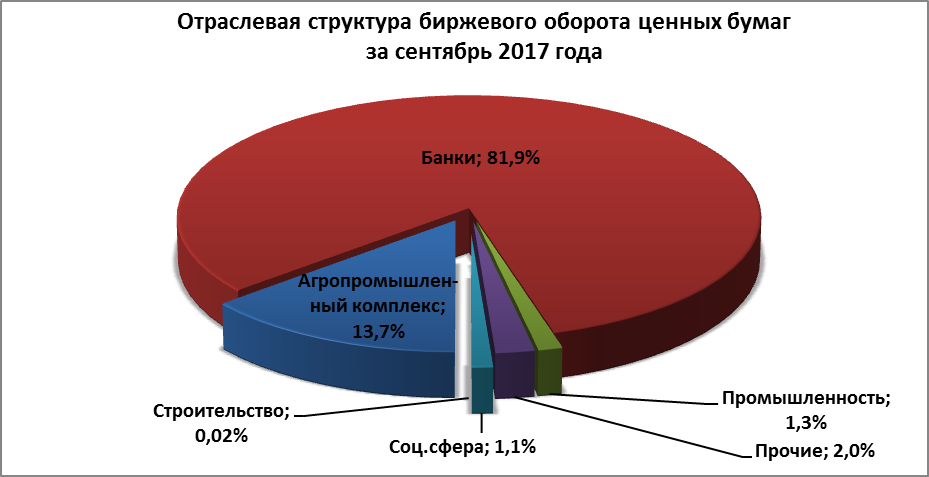 Отраслевая структура биржевого оборота ценных бумаг
за сентябрь 2017 года
Банки; 81,9%
Агропромышлен-
ный комплекс;
13,7%
Строительство;
0,02%
Соц.сфера; 1,1%
Прочие; 2,0%
Промышленность;
1,3%